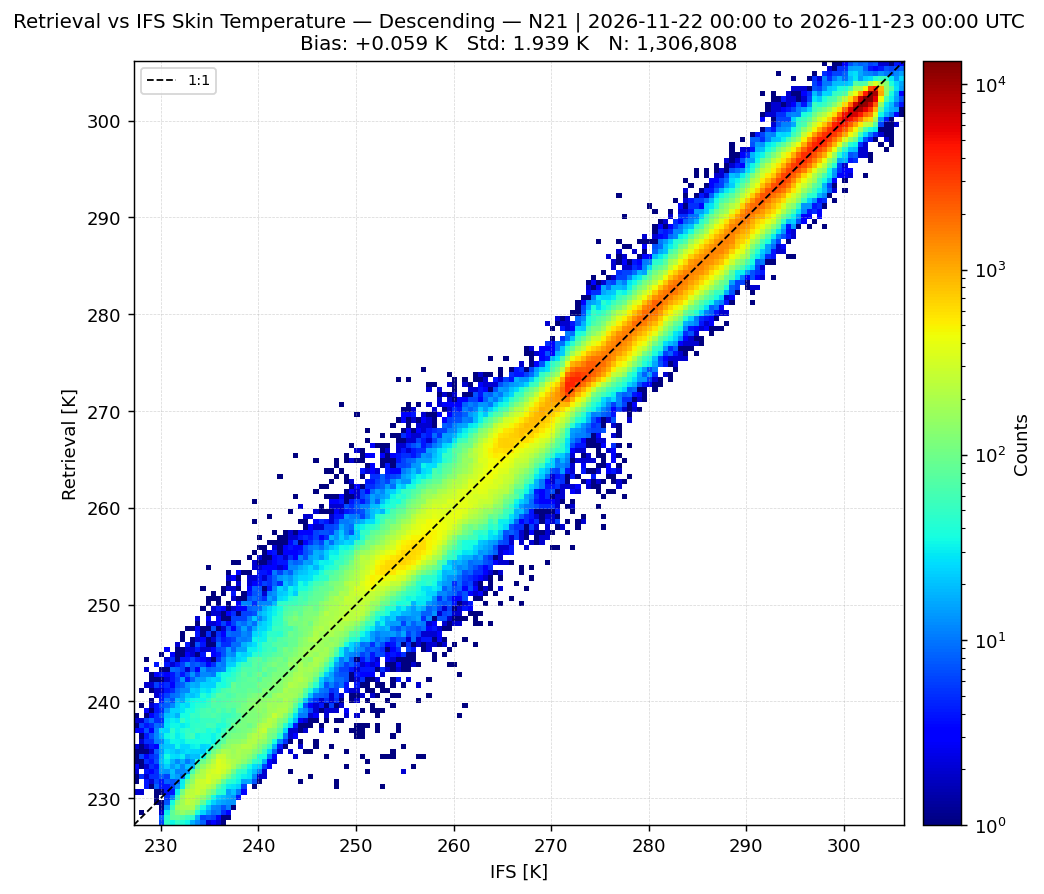 Retrieval vs IFS Skin Temperature — Descending — N21 | 2026-11-22 00:00 to 2026-11-23 00:00 UTC
Bias: +0.059 K   Std: 1.939 K   N: 1,306,808
1:1
300
290
280
270
260
250
240
230
Retrieval [K]
230 240 250 260 270 280 290 300
IFS [K]
10⁴
10³
10²
10¹
10⁰
Counts